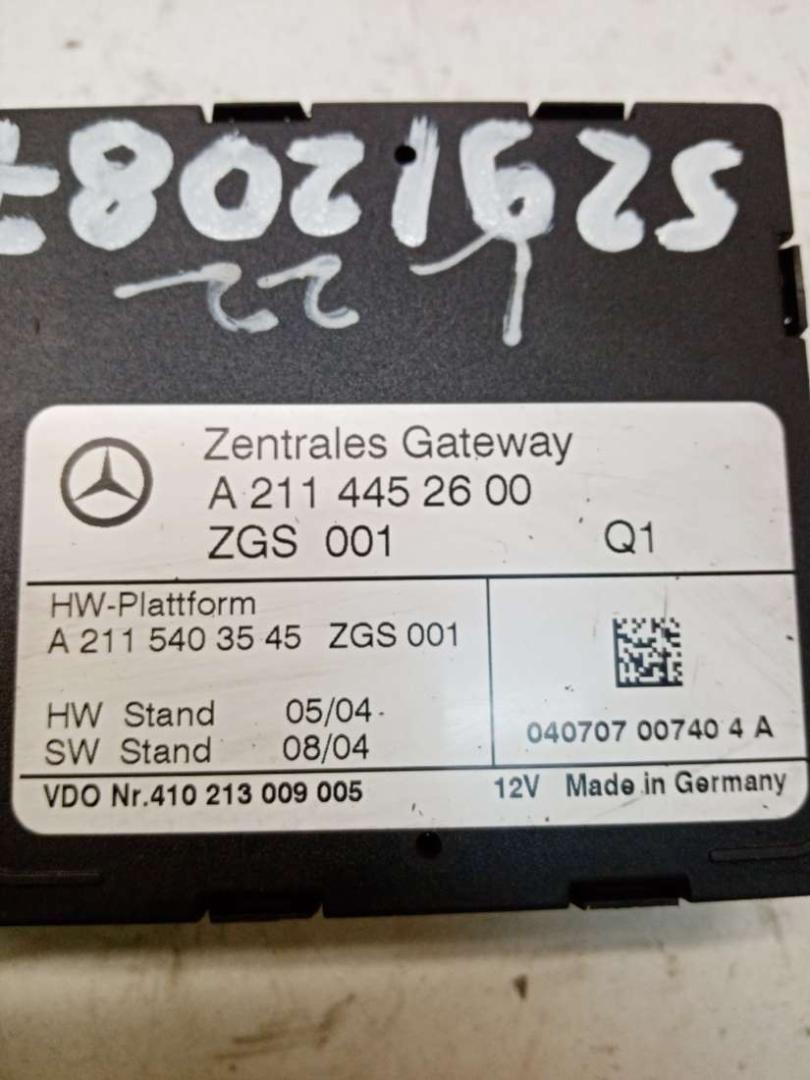 Zentrales Gateway
A 211 445 26 00
ZGS 001 Q1
HW-Plattform
A 211 540 35 45 ZGS 001
HW Stand 05/04
SW Stand 08/04
040707 00740 4 A
VDO Nr.410 213 009 005
12V Made in Germany